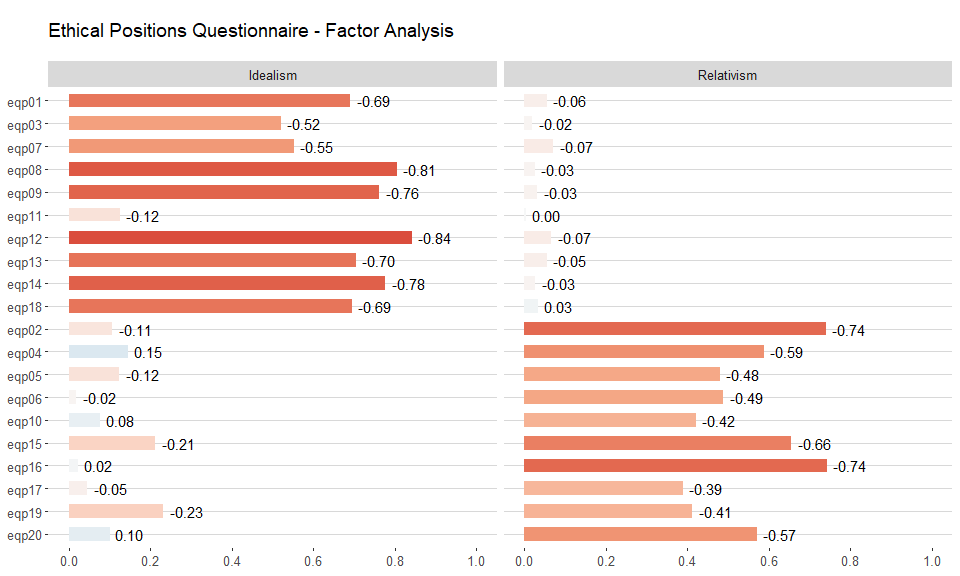 Ethical Positions Questionnaire - Factor Analysis
Idealism Relativism
eqp01 -0.69 -0.06
eqp03 -0.52 -0.02
eqp07 -0.55 -0.07
eqp08 -0.81 -0.03
eqp09 -0.76 -0.03
eqp11 -0.12 0.00
eqp12 -0.84 -0.07
eqp13 -0.70 -0.05
eqp14 -0.78 -0.03
eqp18 -0.69 0.03
eqp02 -0.11 -0.74
eqp04 0.15 -0.59
eqp05 -0.12 -0.48
eqp06 -0.02 -0.49
eqp10 0.08 -0.42
eqp15 -0.21 -0.66
eqp16 0.02 -0.74
eqp17 -0.05 -0.39
eqp19 -0.23 -0.41
eqp20 0.10 -0.57
0.0 0.2 0.4 0.6 0.8 1.0 0.0 0.2 0.4 0.6 0.8 1.0